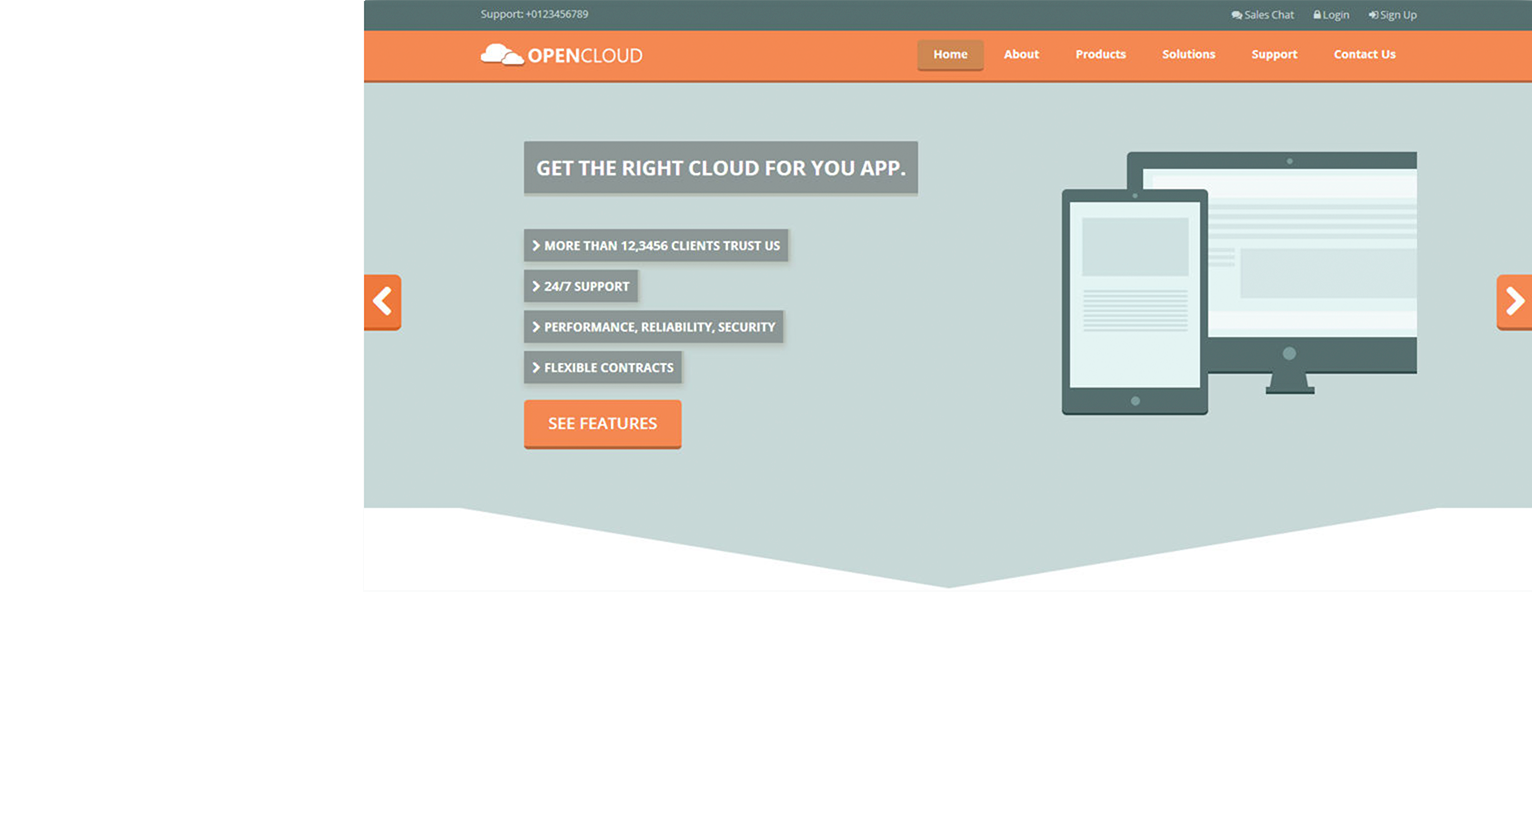 Support: +0123456789
Sales Chat Login Sign Up
OPENCLOUD
Home About Products Solutions Support Contact Us
GET THE RIGHT CLOUD FOR YOU APP.
MORE THAN 12,3456 CLIENTS TRUST US
24/7 SUPPORT
PERFORMANCE, RELIABILITY, SECURITY
FLEXIBLE CONTRACTS
SEE FEATURES